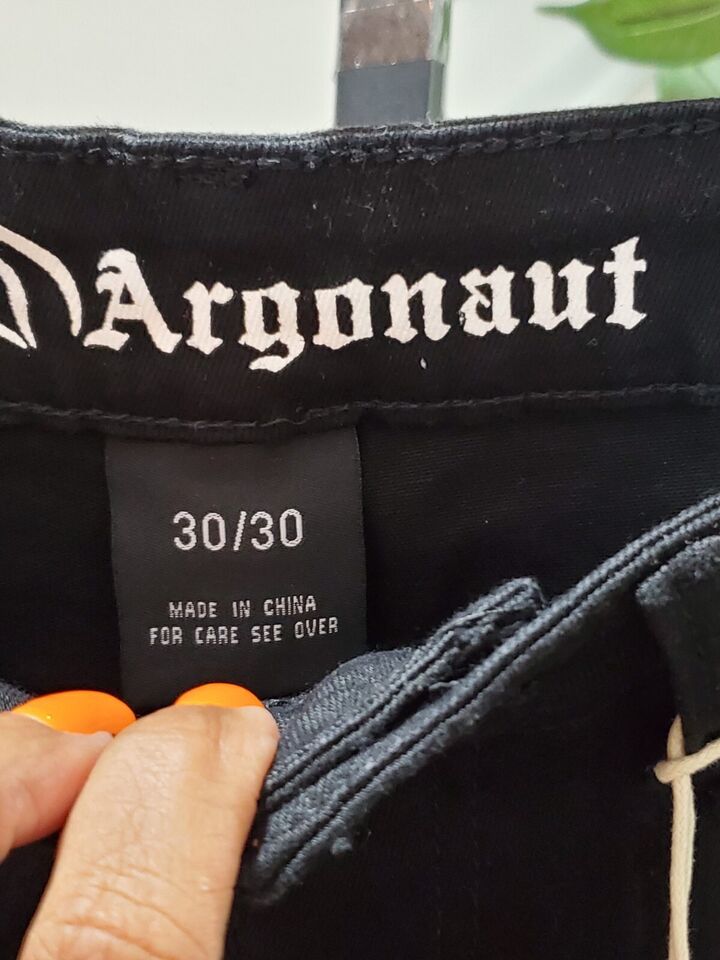 Argonaut
30/30
MADE IN CHINA
FOR CARE SEE OVER